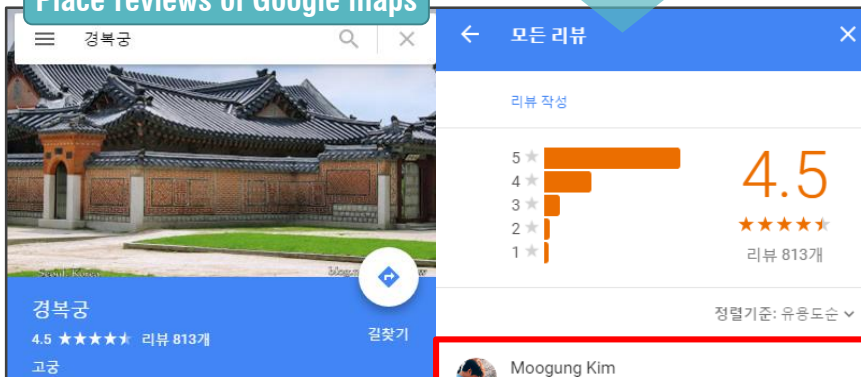 Place reviews of Google maps
경복궁
Seoul, Korea
경복궁
4.5 ★★★★★ 리뷰 813개
길찾기
고궁
모든 리뷰
리뷰 작성
5 ★
4 ★
3 ★
2 ★
1 ★
4.5
리뷰 813개
정렬기준: 유용도순
Moogung Kim